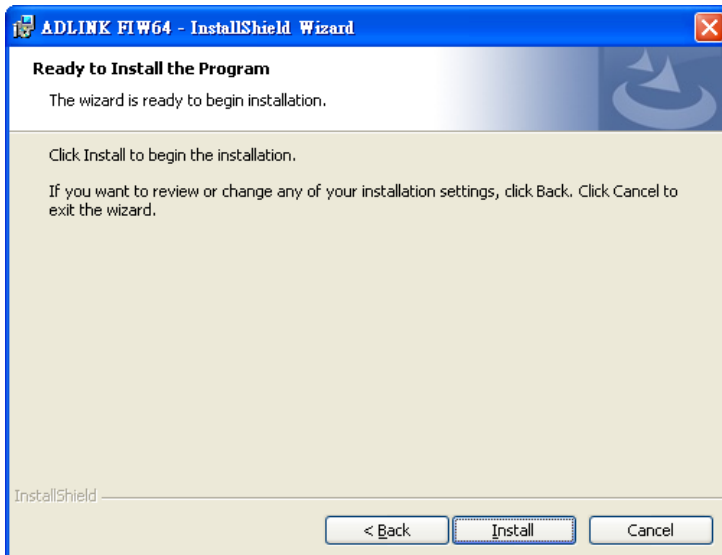 ADLINK FIW64 - InstallShield Wizard
Ready to Install the Program
The wizard is ready to begin installation.
Click Install to begin the installation.
If you want to review or change any of your installation settings, click Back. Click Cancel to
exit the wizard.
InstallShield
< Back
Install
Cancel